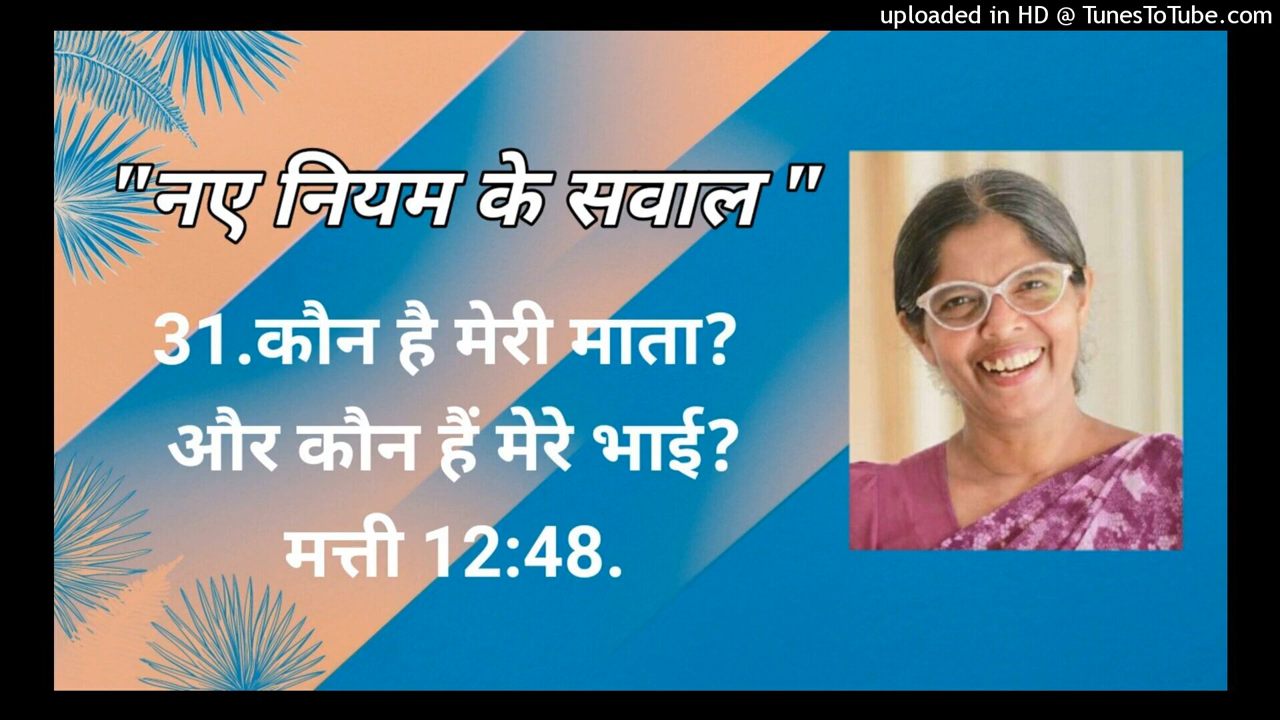 uploaded in HD @ TunesToTube.com
"नए नियम के सवाल "
31.कौन है मेरी माता?
और कौन हैं मेरे भाई?
मत्ती 12:48.